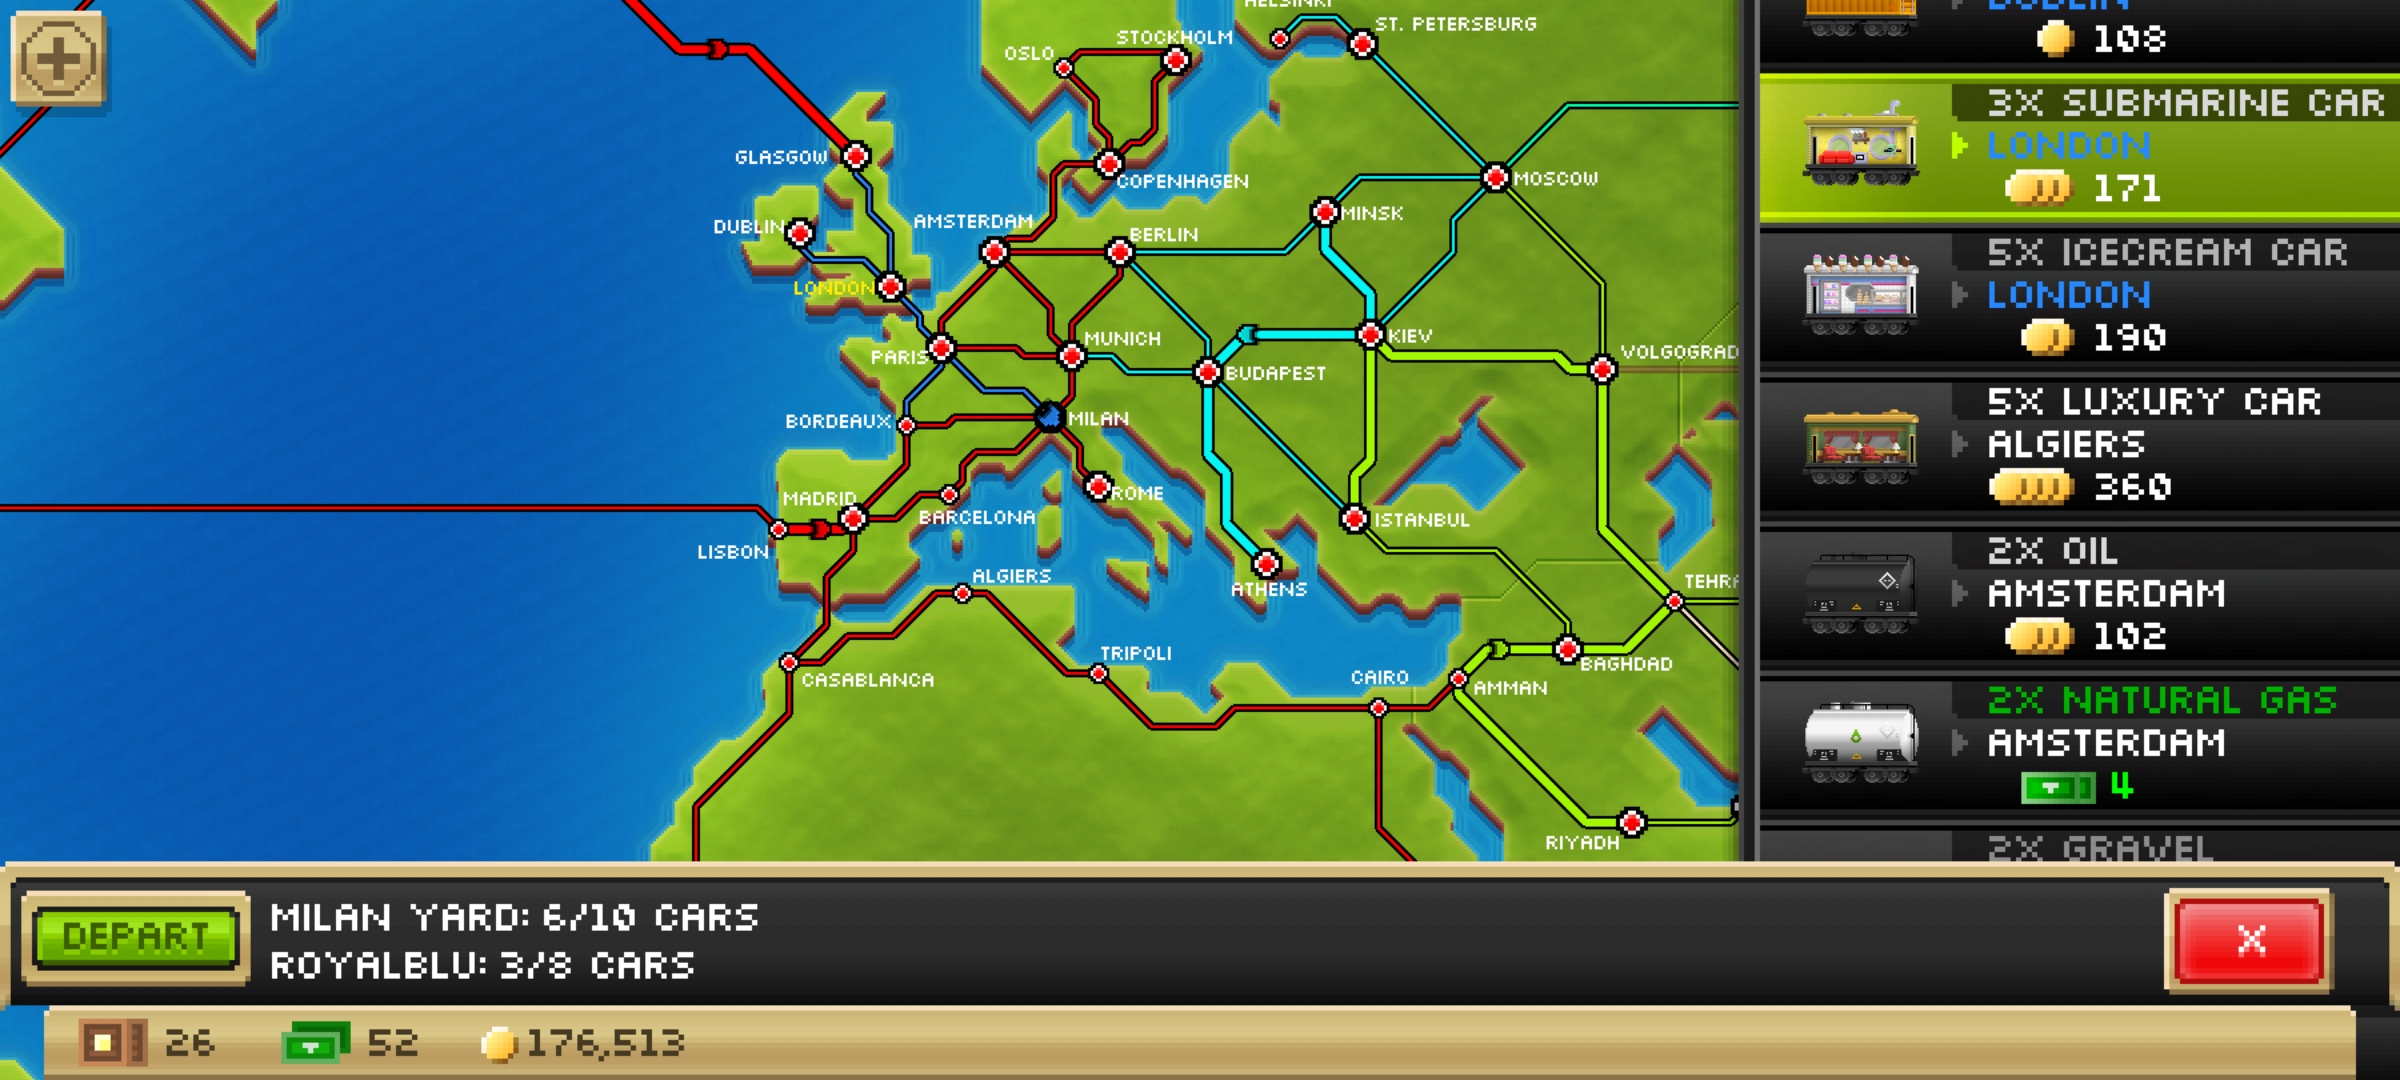 HELSINKI
ST. PETERSBURG
STOCKHOLM
OSLO
GLASGOW
COPENHAGEN
MOSCOW
DUBLIN
AMSTERDAM
BERLIN
MINSK
LONDON
PARIS
MUNICH
KIEV
BUDAPEST
VOLGOGRAD
BORDEAUX
MILAN
MADRID
ROME
BARCELONA
ISTANBUL
LISBON
ALGIERS
ATHENS
TEHRA
CASABLANCA
TRIPOLI
CAIRO
AMMAN
BAGHDAD
RIYADH
DUBLIN
108
3X SUBMARINE CAR
LONDON
171
5X ICECREAM CAR
LONDON
190
5X LUXURY CAR
ALGIERS
360
2X OIL
AMSTERDAM
102
2X NATURAL GAS
AMSTERDAM
4
2X GRAVEL
DEPART
MILAN YARD: 6/10 CARS
ROYALBLU: 3/8 CARS
X
26
52
176,513